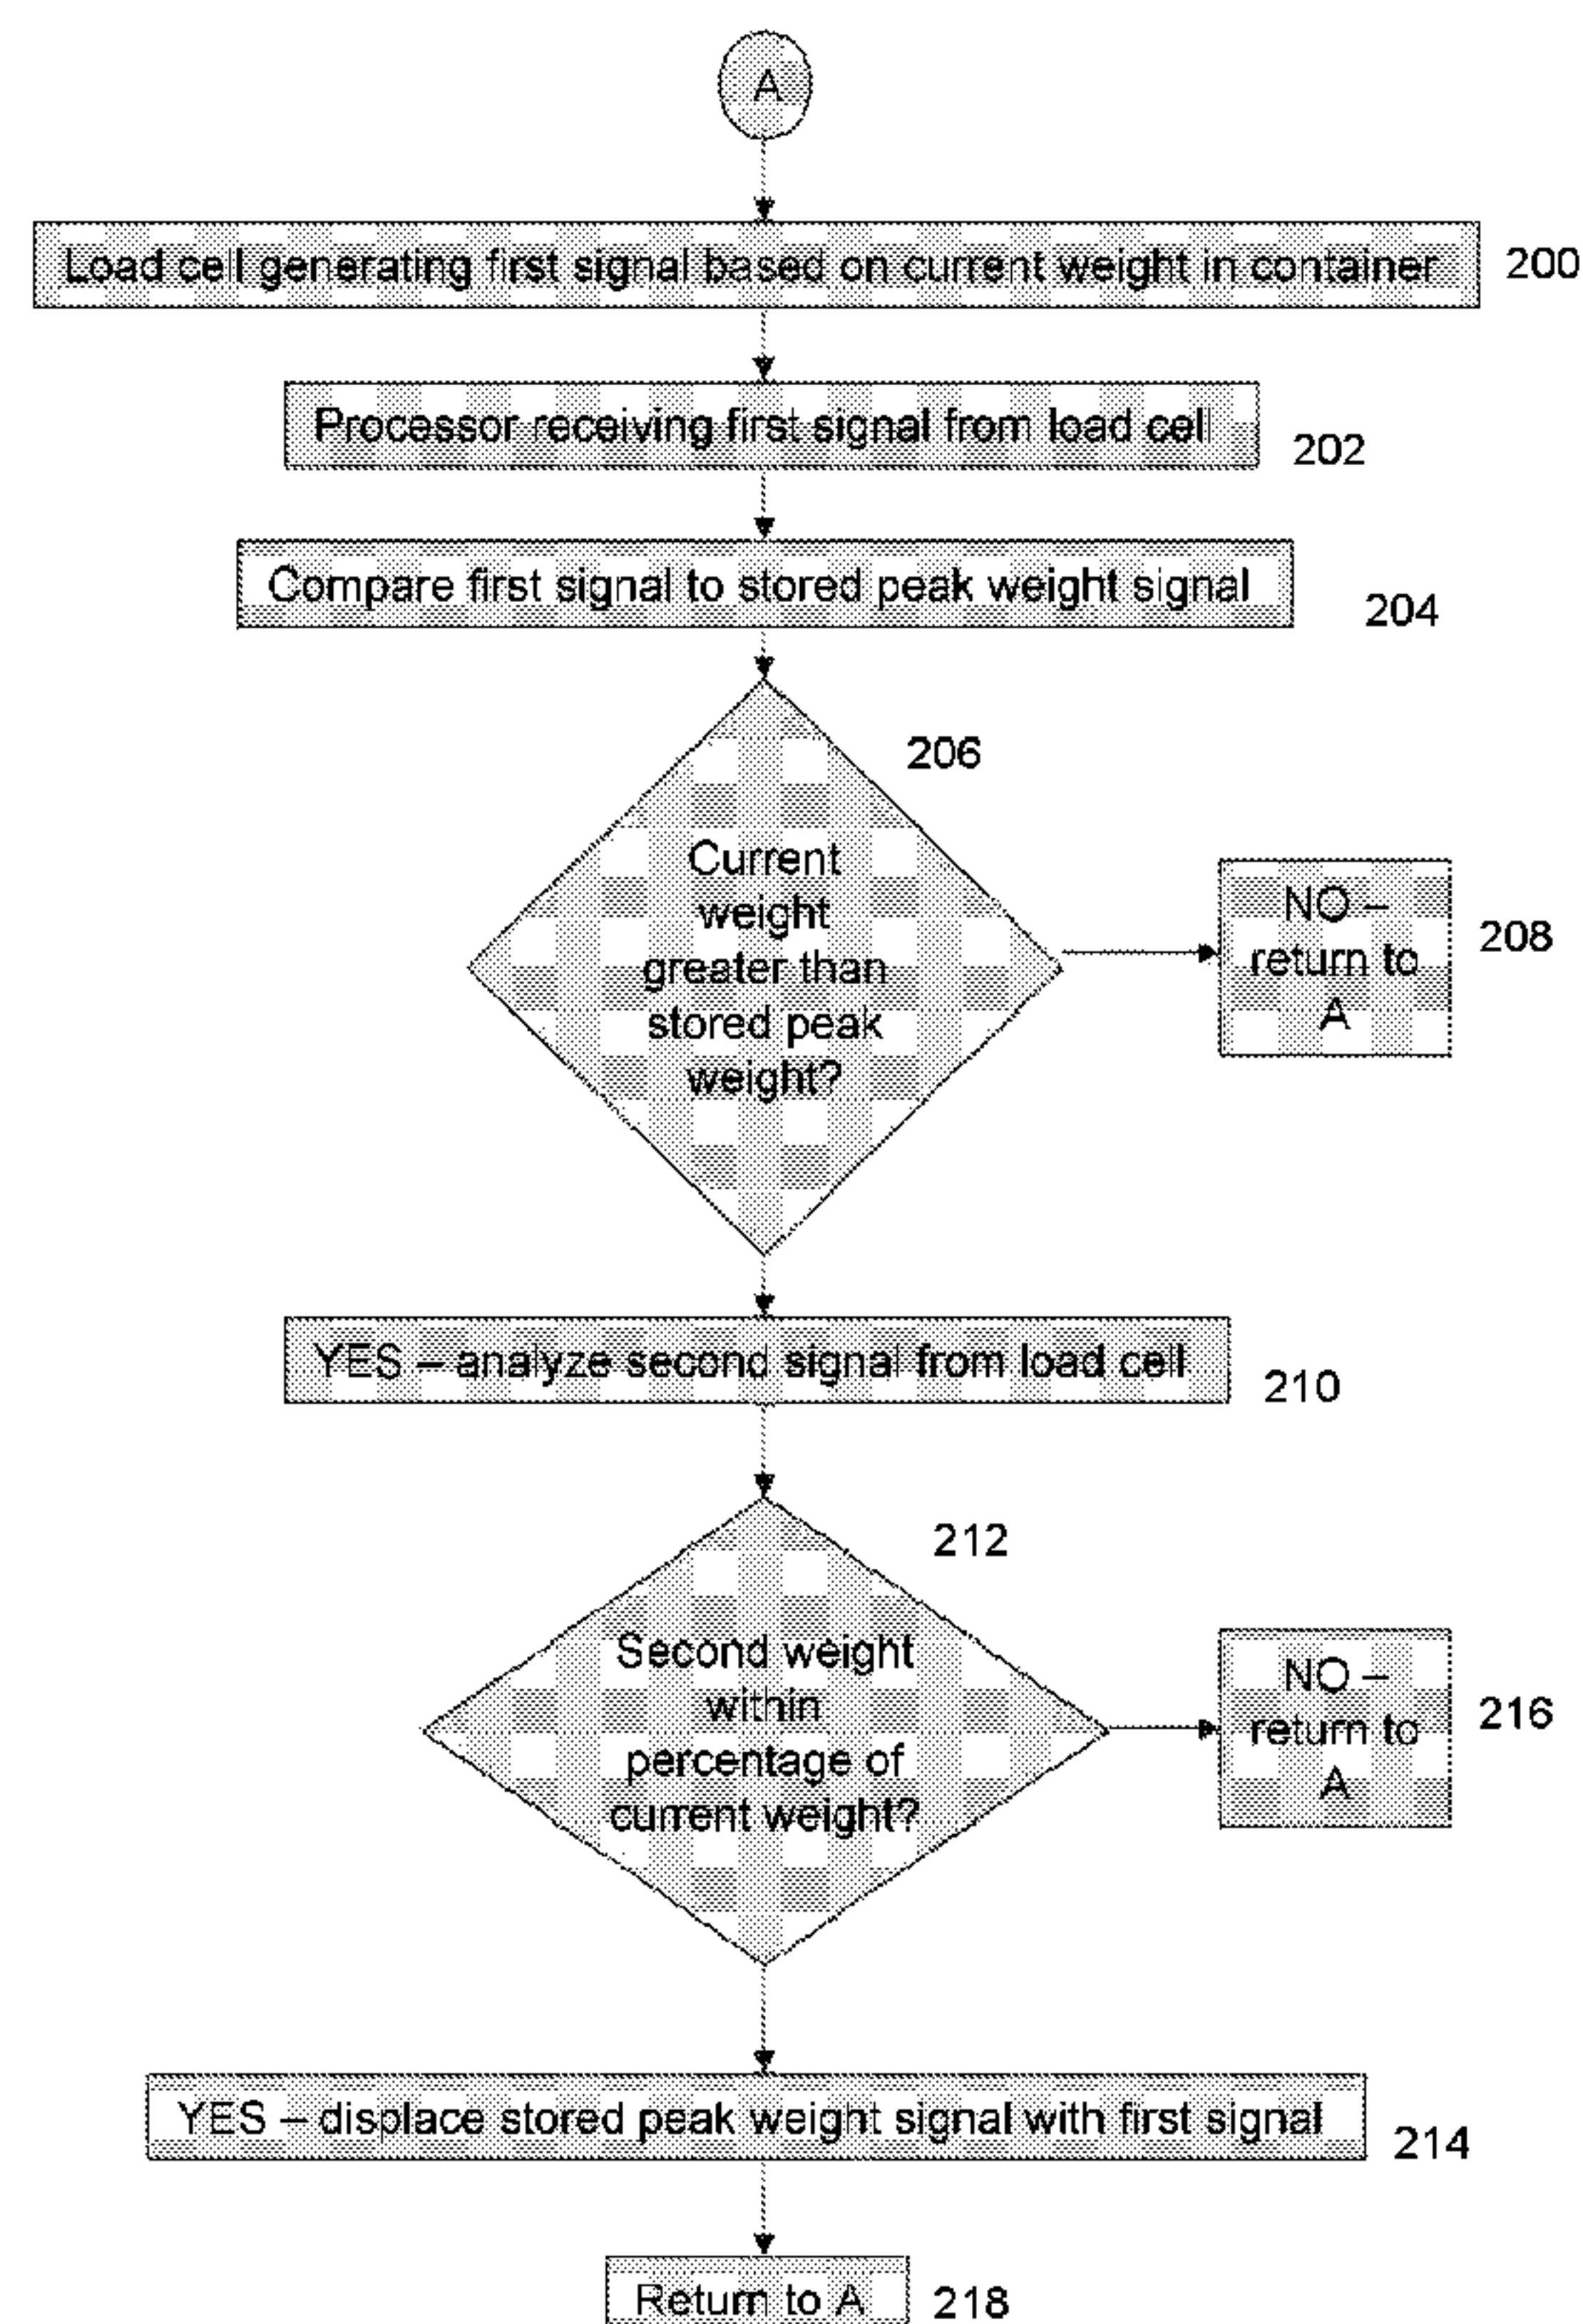 A
Load cell generating first signal based on current weight in container
200
Processor receiving first signal from load cell
202
Compare first signal to stored peak weight signal
204
206
Current
weight
greater than
stored peak
weight?
NO –
return to
A
208
YES – analyze second signal from load cell
210
212
Second weight
within
percentage of
current weight?
NO –
return to
A
216
YES – displace stored peak weight signal with first signal
214
Return to A
218